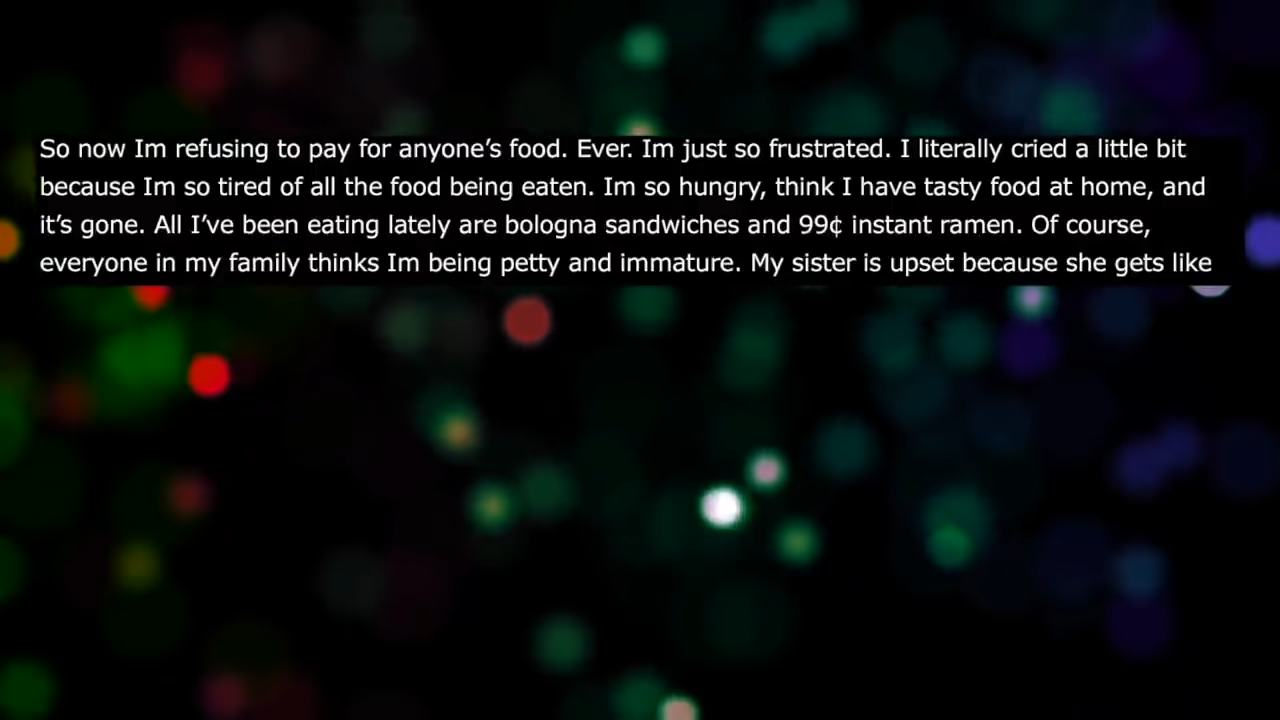 So now Im refusing to pay for anyone’s food. Ever. Im just so frustrated. I literally cried a little bit
because Im so tired of all the food being eaten. Im so hungry, think I have tasty food at home, and
it’s gone. All I’ve been eating lately are bologna sandwiches and 99¢ instant ramen. Of course,
everyone in my family thinks Im being petty and immature. My sister is upset because she gets like